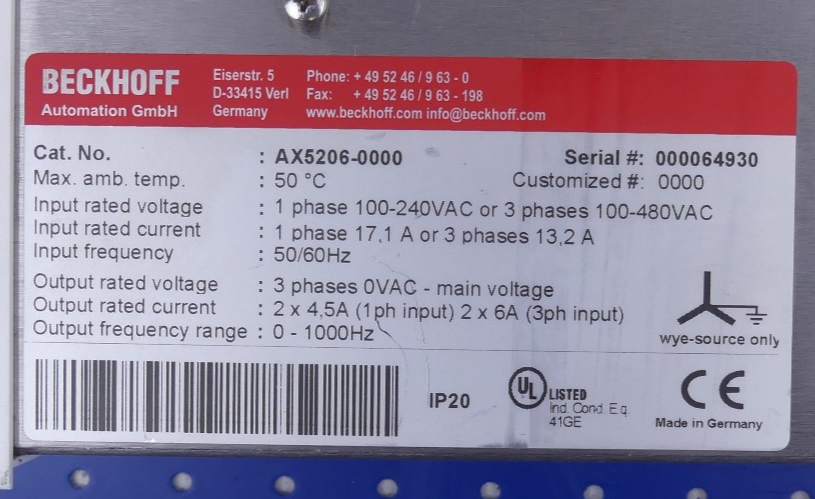 BECKHOFF
Automation GmbH
Eiserstr. 5
D-33415 Verl
Germany
Phone: + 49 52 46 / 9 63 - 0
Fax: + 49 52 46 / 9 63 - 198
www.beckhoff.com info@beckhoff.com
Cat. No. : AX5206-0000 Serial #: 000064930
Max. amb. temp. : 50 °C Customized #: 0000
Input rated voltage : 1 phase 100-240VAC or 3 phases 100-480VAC
Input rated current : 1 phase 17,1 A or 3 phases 13,2 A
Input frequency : 50/60Hz
Output rated voltage : 3 phases 0VAC - main voltage
Output rated current : 2 x 4,5A (1ph input) 2 x 6A (3ph input)
Output frequency range : 0 - 1000Hz
wye-source only
IP20
UL LISTED
Ind. Cond. Eq.
41GE
CE
Made in Germany